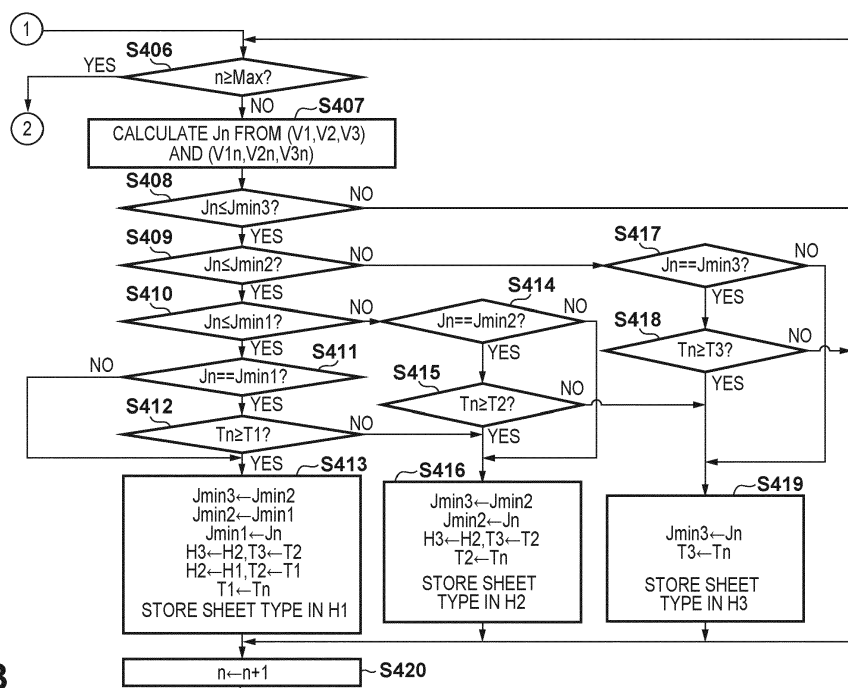 1
S406
YES
n≥Max?
2
NO
S407
CALCULATE Jn FROM (V1,V2,V3)
AND (V1n,V2n,V3n)
S408
NO
Jn≤Jmin3?
YES
S409
NO
Jn≤Jmin2?
YES
S417
NO
Jn==Jmin3?
YES
S410
NO
Jn≤Jmin1?
YES
S414
NO
Jn==Jmin2?
YES
S418
NO
Tn≥T3?
YES
NO
S411
Jn==Jmin1?
YES
S415
NO
Tn≥T2?
YES
S412
NO
Tn≥T1?
YES
S413
Jmin3←Jmin2
Jmin2←Jmin1
Jmin1←Jn
H3←H2,T3←T2
H2←H1,T2←T1
T1←Tn
STORE SHEET TYPE IN H1
S416
Jmin3←Jmin2
Jmin2←Jn
H3←H2,T3←T2
T2←Tn
STORE SHEET
TYPE IN H2
S419
Jmin3←Jn
T3←Tn
STORE SHEET
TYPE IN H3
n←n+1
S420